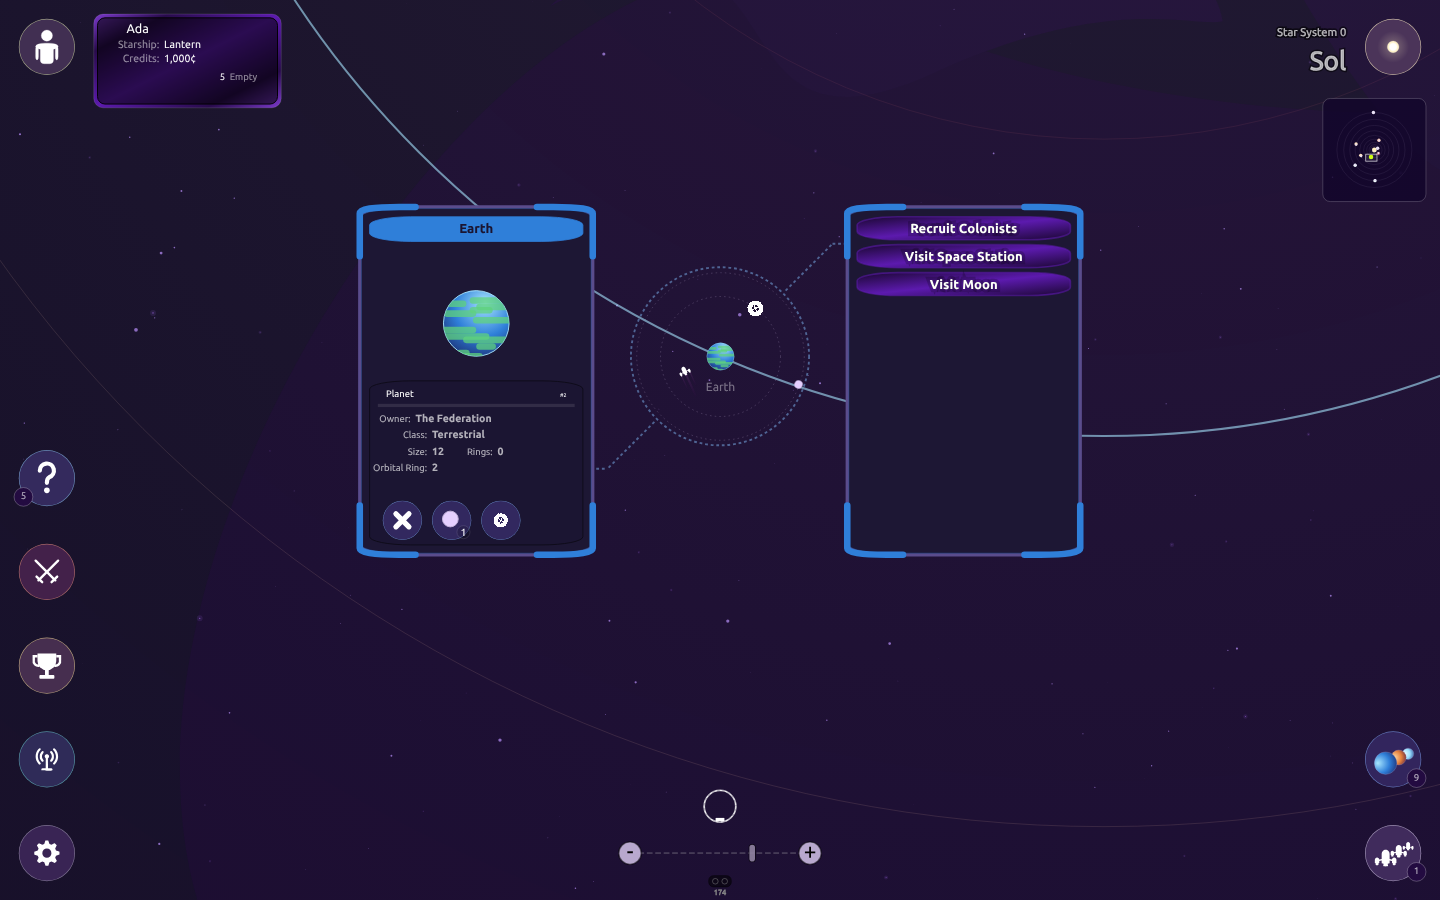 Ada
Starship: Lantern
Credits: 1,000¢
5 Empty
Star System 0
Sol
Earth
Planet
#2
Owner: The Federation
Class: Terrestrial
Size: 12 Rings: 0
Orbital Ring: 2
1
Earth
Recruit Colonists
Visit Space Station
Visit Moon
?
5
9
1
-
+
174